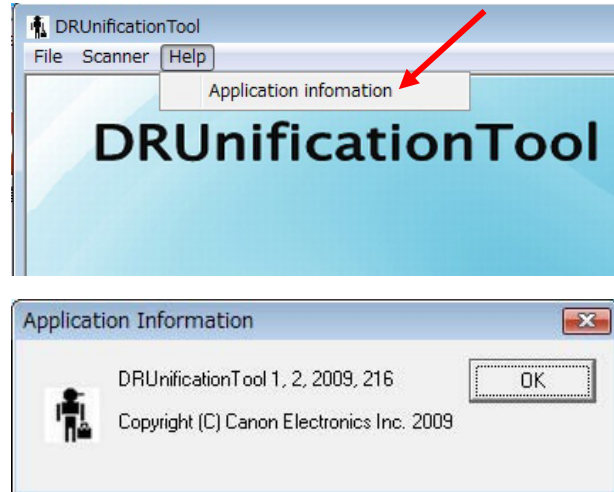 DRUnificationTool
File Scanner Help
Application infomation
DRUnificationTool
Application Information
DRUnificationTool 1, 2, 2009, 216
OK
Copyright (C) Canon Electronics Inc. 2009